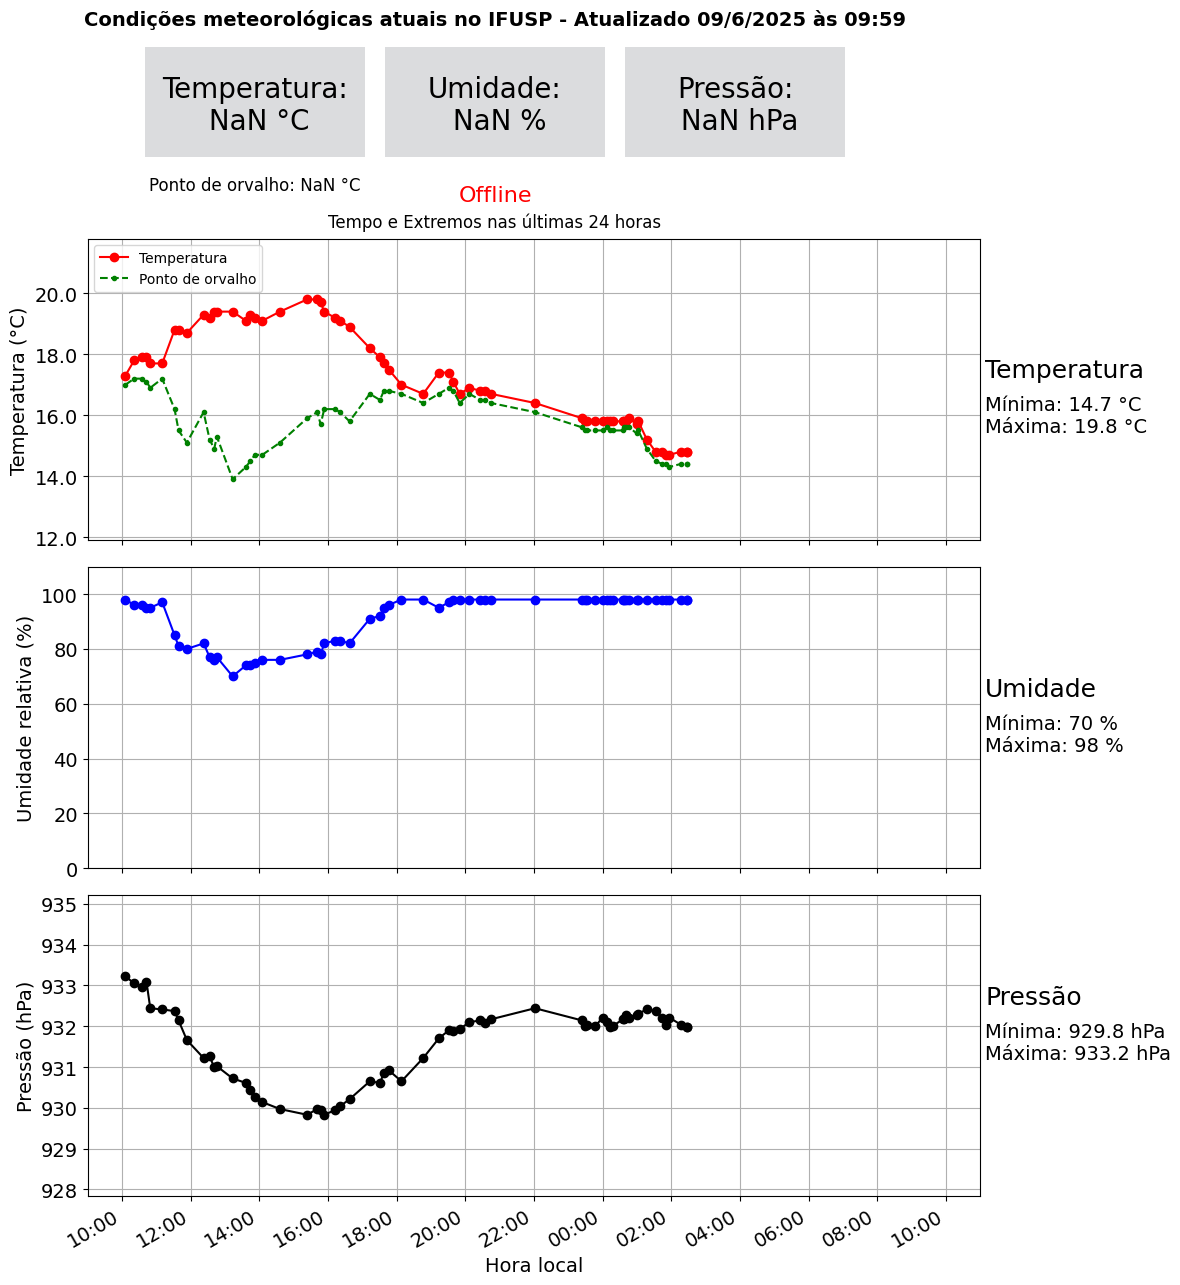 Condições meteorológicas atuais no IFUSP - Atualizado 09/6/2025 às 09:59
Temperatura:
NaN °C
Umidade:
NaN %
Pressão:
NaN hPa
Ponto de orvalho: NaN °C
Offline
Tempo e Extremos nas últimas 24 horas
Temperatura
Ponto de orvalho
Temperatura (°C)
20.0
18.0
16.0
14.0
12.0
Temperatura
Mínima: 14.7 °C
Máxima: 19.8 °C
Umidade relativa (%)
100
80
60
40
20
0
Umidade
Mínima: 70 %
Máxima: 98 %
Pressão (hPa)
935
934
933
932
931
930
929
928
Pressão
Mínima: 929.8 hPa
Máxima: 933.2 hPa
10:00
12:00
14:00
16:00
18:00
20:00
22:00
00:00
02:00
04:00
06:00
08:00
10:00
Hora local